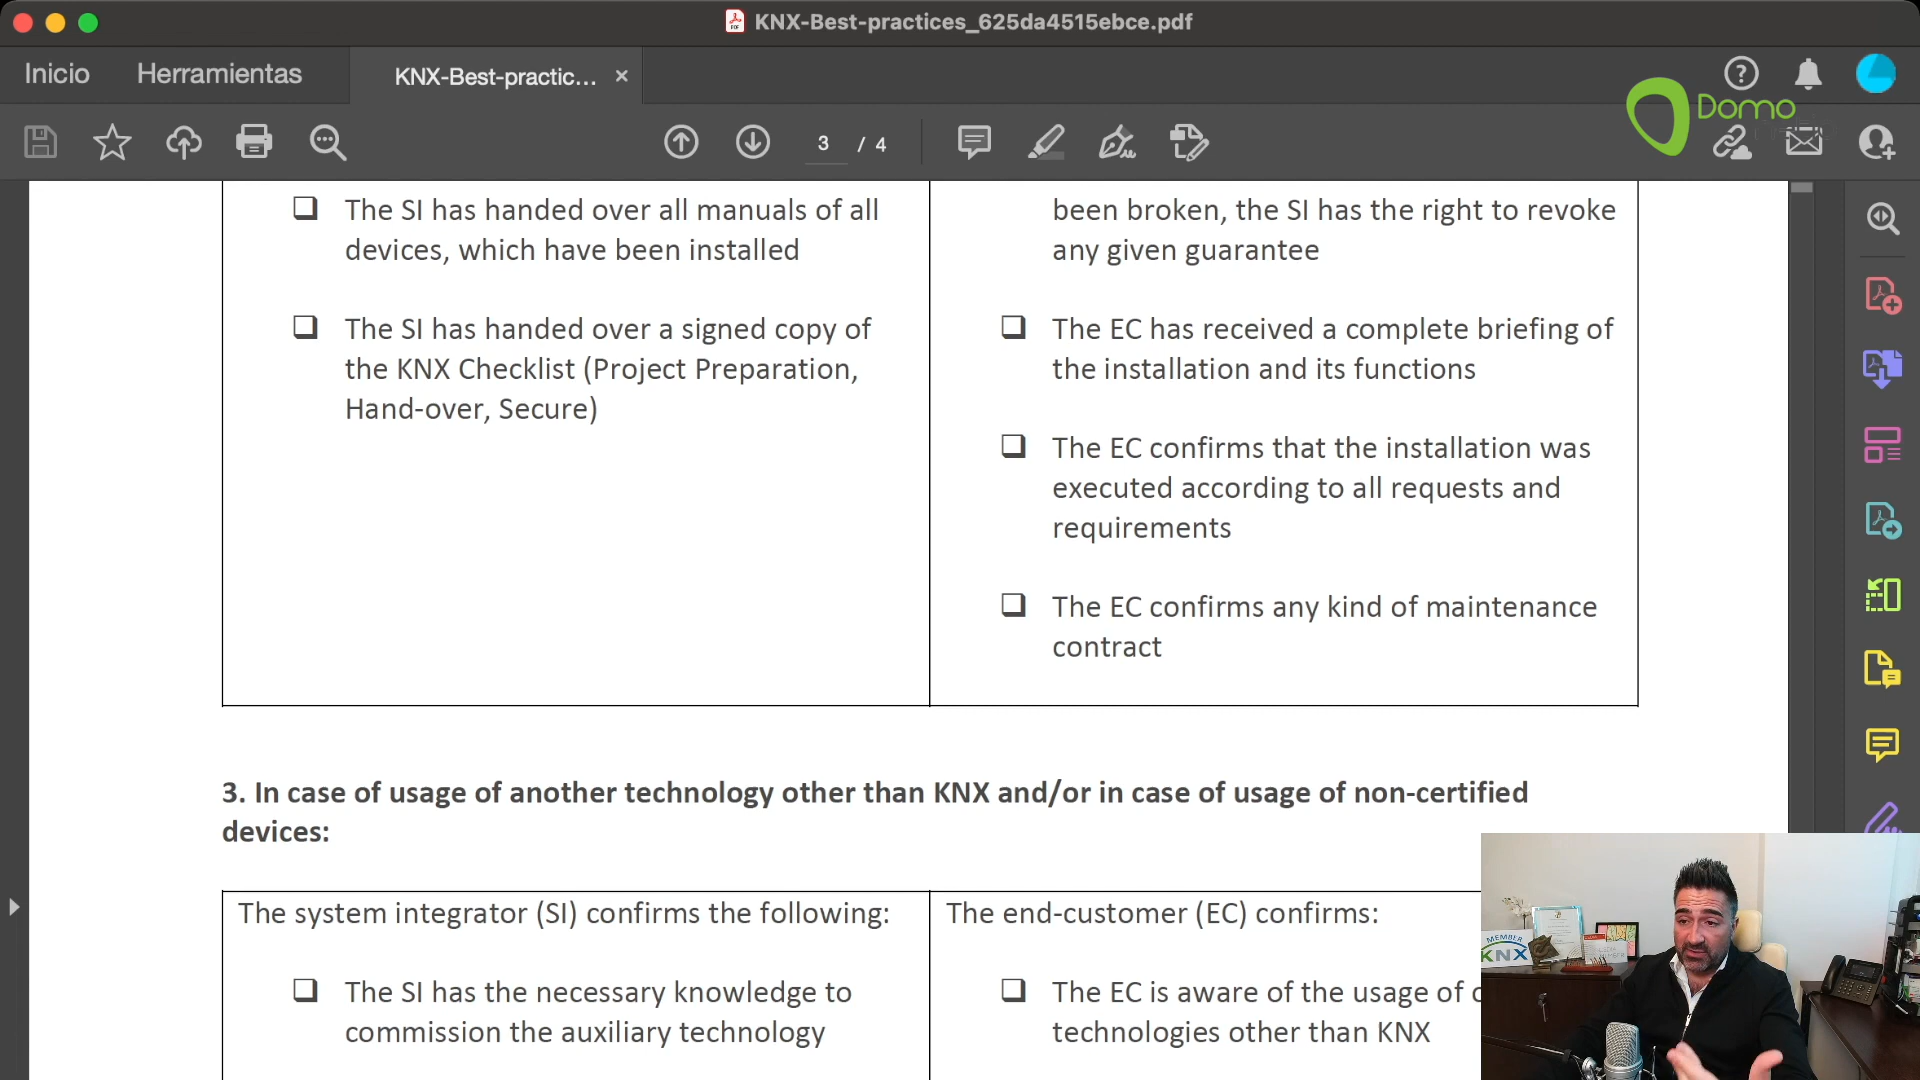 KNX-Best-practices_625da4515ebce.pdf
Inicio
Herramientas
KNX-Best-practic...
Domo
3 / 4
The SI has handed over all manuals of all
devices, which have been installed
The SI has handed over a signed copy of
the KNX Checklist (Project Preparation,
Hand-over, Secure)
been broken, the SI has the right to revoke
any given guarantee
The EC has received a complete briefing of
the installation and its functions
The EC confirms that the installation was
executed according to all requests and
requirements
The EC confirms any kind of maintenance
contract
3. In case of usage of another technology other than KNX and/or in case of usage of non-certified
devices:
The system integrator (SI) confirms the following:
The SI has the necessary knowledge to
commission the auxiliary technology
The end-customer (EC) confirms:
The EC is aware of the usage of
technologies other than KNX
MEMBER
KNX